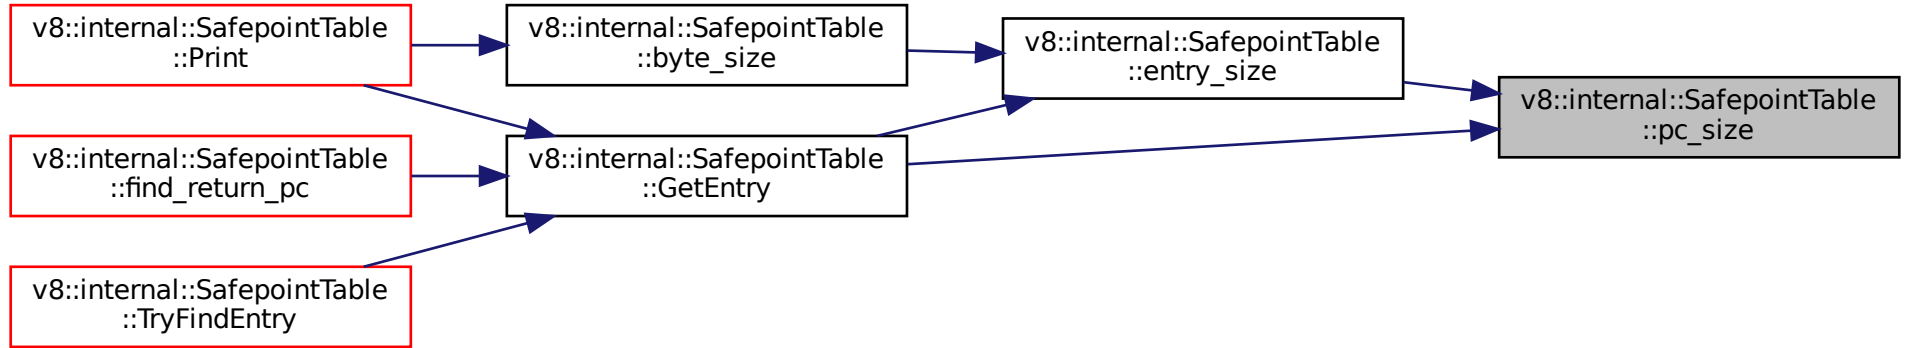 v8::internal::SafepointTable
::Print
v8::internal::SafepointTable
::byte_size
v8::internal::SafepointTable
::entry_size
v8::internal::SafepointTable
::pc_size
v8::internal::SafepointTable
::find_return_pc
v8::internal::SafepointTable
::GetEntry
v8::internal::SafepointTable
::TryFindEntry